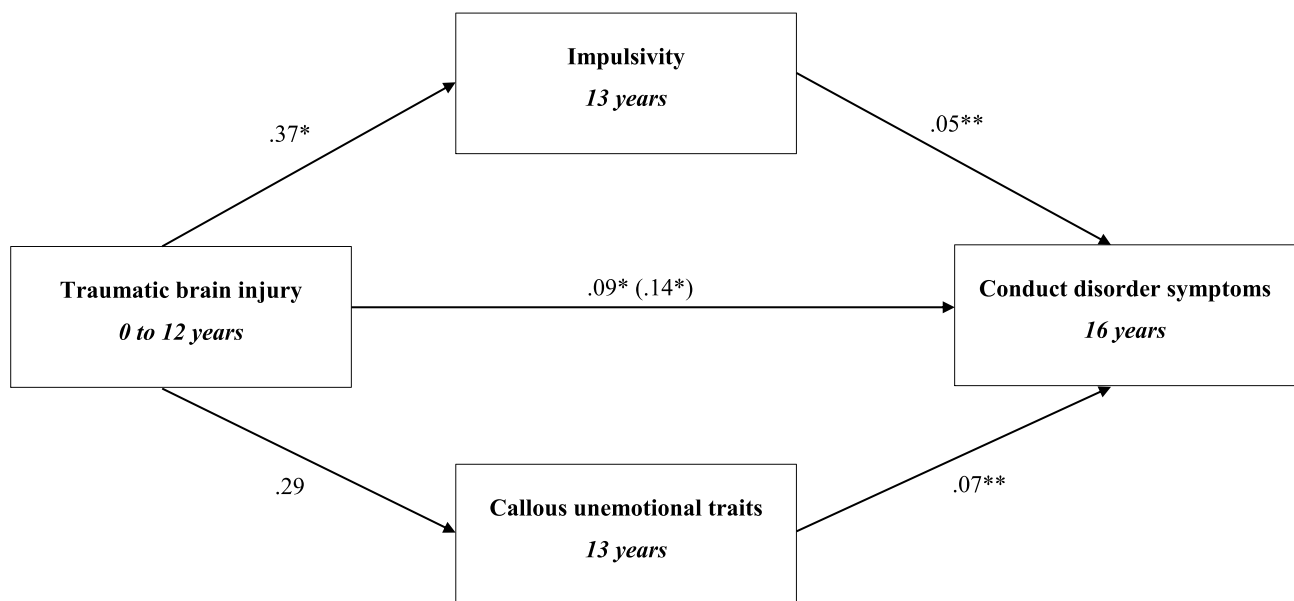 Impulsivity
13 years
.37*
.05**
Traumatic brain injury
0 to 12 years
.09* (.14*)
Conduct disorder symptoms
16 years
.29
Callous unemotional traits
13 years
.07**